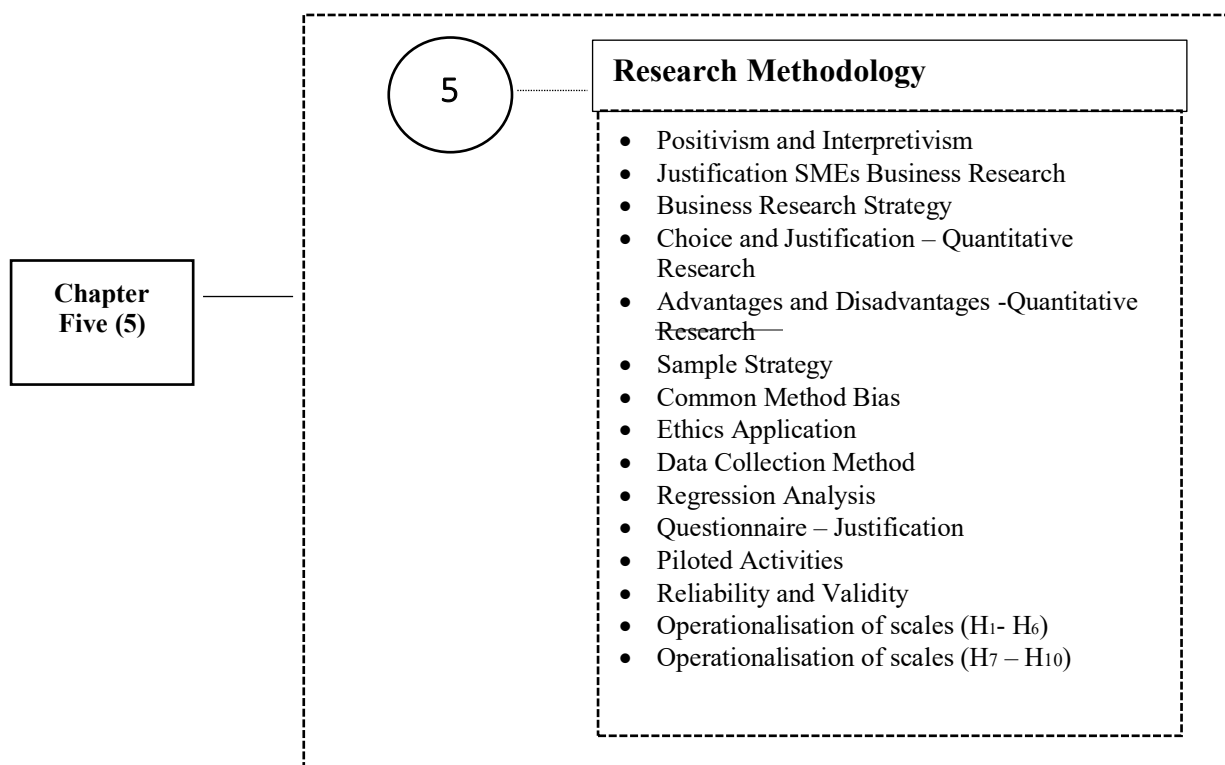 5
Research Methodology
• Positivism and Interpretivism
• Justification SMEs Business Research
• Business Research Strategy
• Choice and Justification – Quantitative
Research
• Advantages and Disadvantages -Quantitative
Research
• Sample Strategy
• Common Method Bias
• Ethics Application
• Data Collection Method
• Regression Analysis
• Questionnaire – Justification
• Piloted Activities
• Reliability and Validity
• Operationalisation of scales (H₁- H₆)
• Operationalisation of scales (H₇ – H₁₀)
Chapter
Five (5)